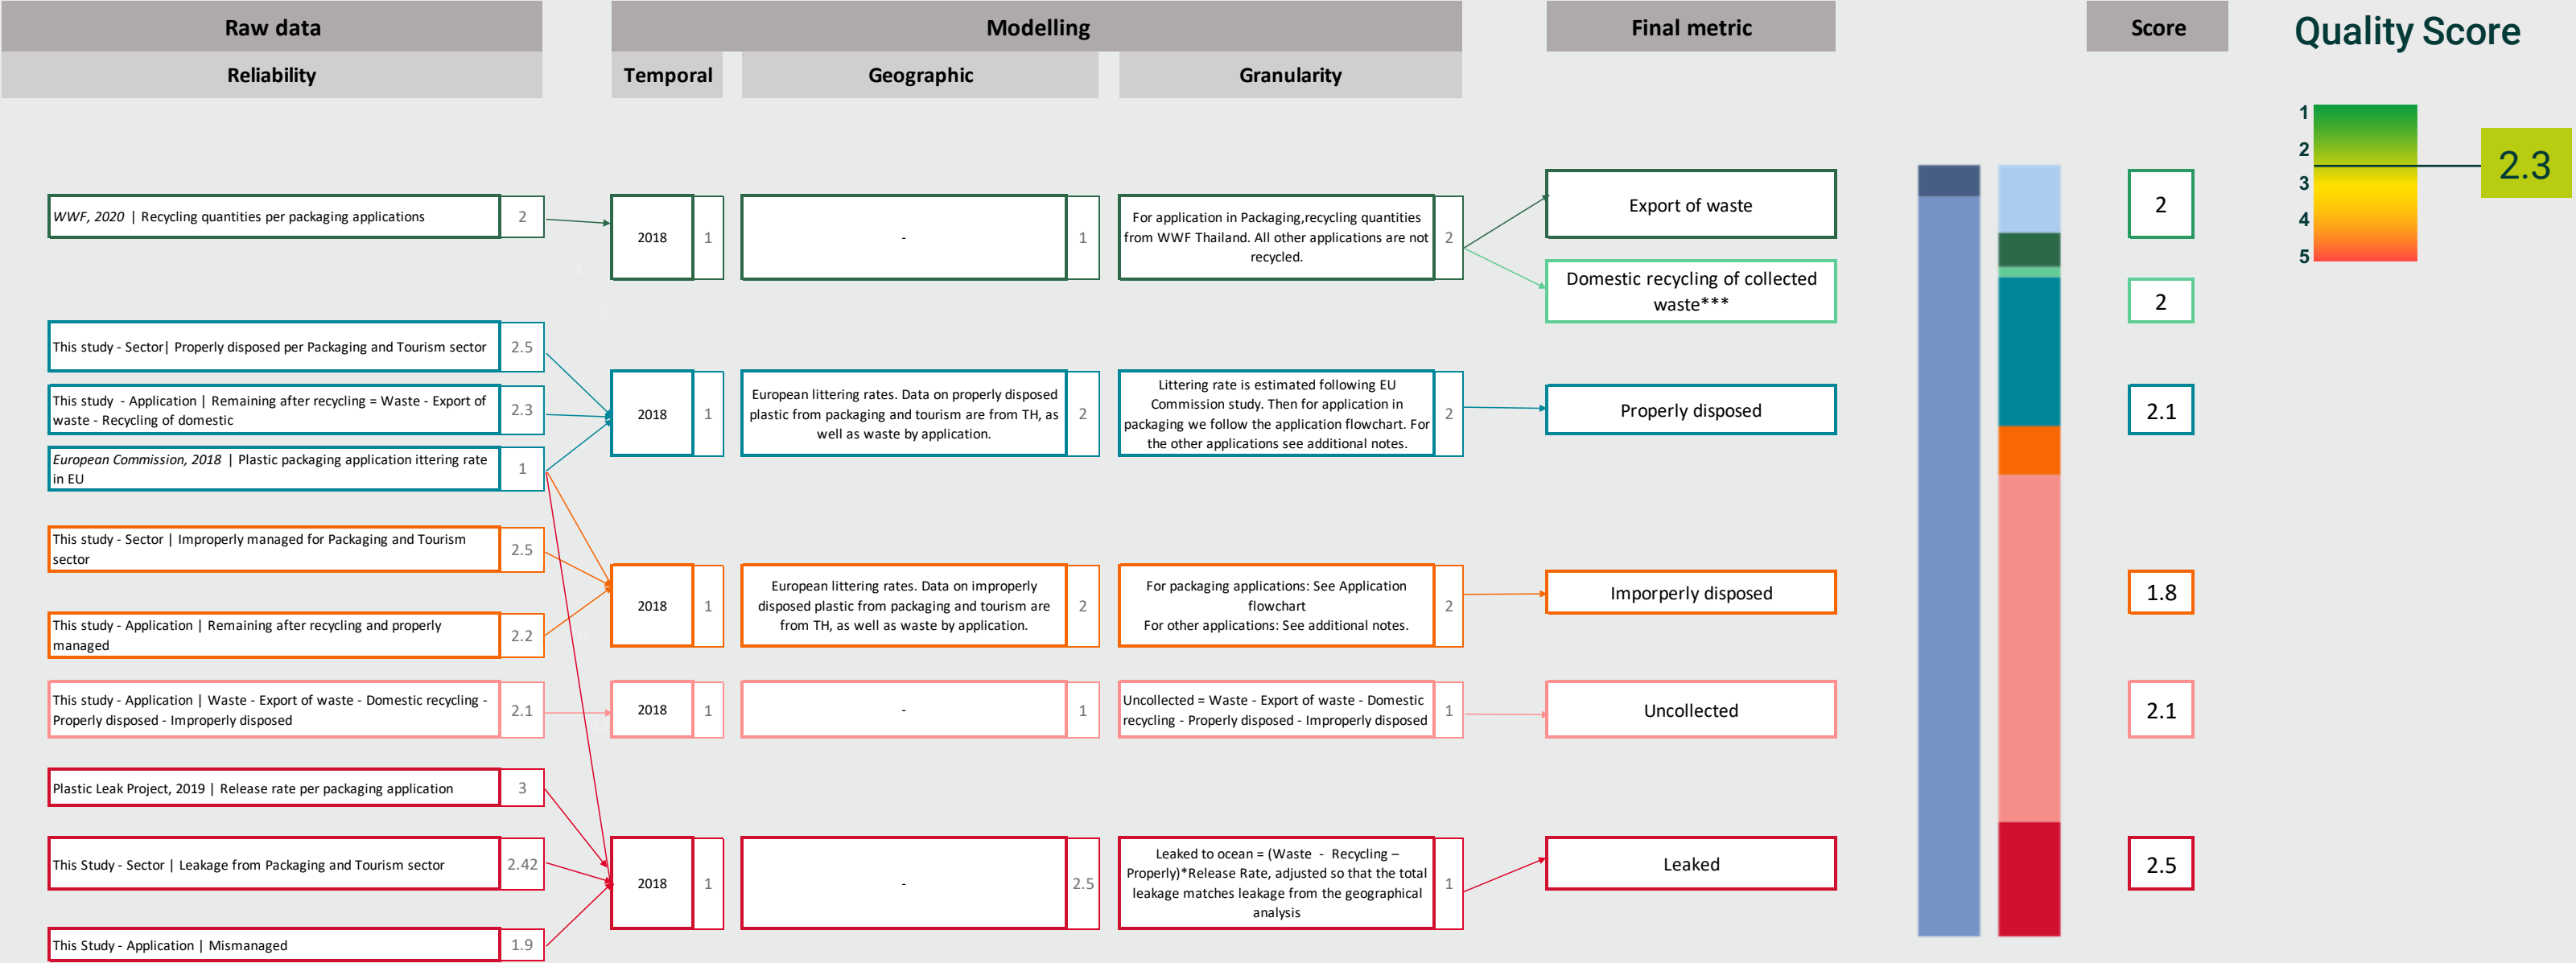 Raw data
Modelling
Final metric
Score
Quality Score
Reliability
Temporal
Geographic
Granularity
1
2
3
4
5
2.3
WWF, 2020 | Recycling quantities per packaging applications
2
2018
1
-
1
For application in Packaging,recycling quantities
from WWF Thailand. All other applications are not
recycled.
2
Export of waste
2
Domestic recycling of collected
waste***
2
This study - Sector| Properly disposed per Packaging and Tourism sector
2.5
This study - Application | Remaining after recycling = Waste - Export of
waste - Recycling of domestic
2.3
European Commission, 2018 | Plastic packaging application ittering rate
in EU
1
2018
1
European littering rates. Data on properly disposed
plastic from packaging and tourism are from TH, as
well as waste by application.
2
Littering rate is estimated following EU
Commission study. Then for application in
packaging we follow the application flowchart. For
the other applications see additional notes.
2
Properly disposed
2.1
This study - Sector | Improperly managed for Packaging and Tourism
sector
2.5
This study - Application | Remaining after recycling and properly
managed
2.2
2018
1
European littering rates. Data on improperly
disposed plastic from packaging and tourism are
from TH, as well as waste by application.
2
For packaging applications: See Application
flowchart
For other applications: See additional notes.
2
Imporperly disposed
1.8
This study - Application | Waste - Export of waste - Domestic recycling -
Properly disposed - Improperly disposed
2.1
2018
1
-
1
Uncollected = Waste - Export of waste - Domestic
recycling - Properly disposed - Improperly disposed
1
Uncollected
2.1
Plastic Leak Project, 2019 | Release rate per packaging application
3
This Study - Sector | Leakage from Packaging and Tourism sector
2.42
This Study - Application | Mismanaged
1.9
2018
1
-
2.5
Leaked to ocean = (Waste - Recycling –
Properly)*Release Rate, adjusted so that the total
leakage matches leakage from the geographical
analysis
1
Leaked
2.5